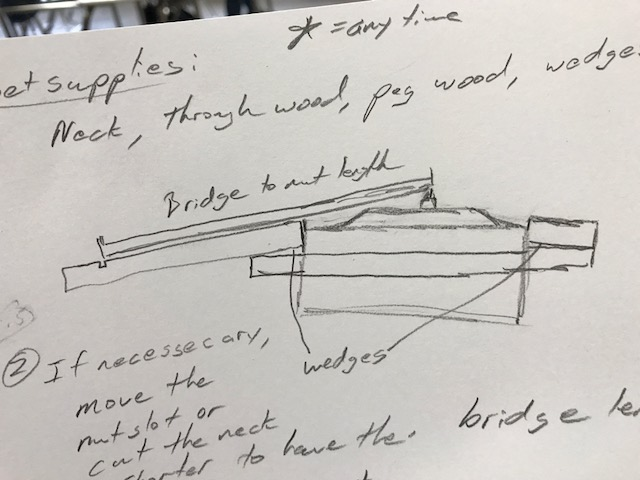 * = any time
et supplies:
Neck, through wood, peg wood, wedge
Bridge to nut length
wedges
② If necessecary,
move the
nut slot or
cut the neck
shorter to have the bridge le